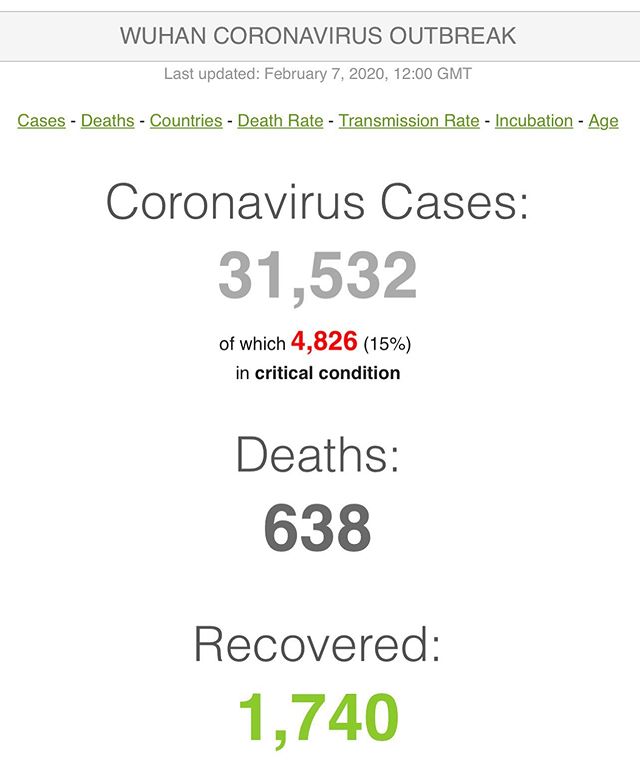 WUHAN CORONAVIRUS OUTBREAK
Last updated: February 7, 2020, 12:00 GMT
Cases - Deaths - Countries - Death Rate - Transmission Rate - Incubation - Age
Coronavirus Cases:
31,532
of which 4,826 (15%)
in critical condition
Deaths:
638
Recovered:
1,740